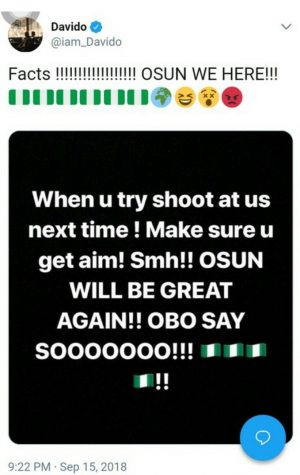 Davido
@iam_Davido
Facts !!!!!!!!!!!!!!!!!! OSUN WE HERE!!!
🇳🇬🇳🇬🇳🇬🇳🇬🇳🇬🇳🇬🌍😆😵😡
When u try shoot at us
next time ! Make sure u
get aim! Smh!! OSUN
WILL BE GREAT
AGAIN!! OBO SAY
SOOOOOOO!!! 🇳🇬🇳🇬🇳🇬
🇳🇬!!
9:22 PM · Sep 15, 2018